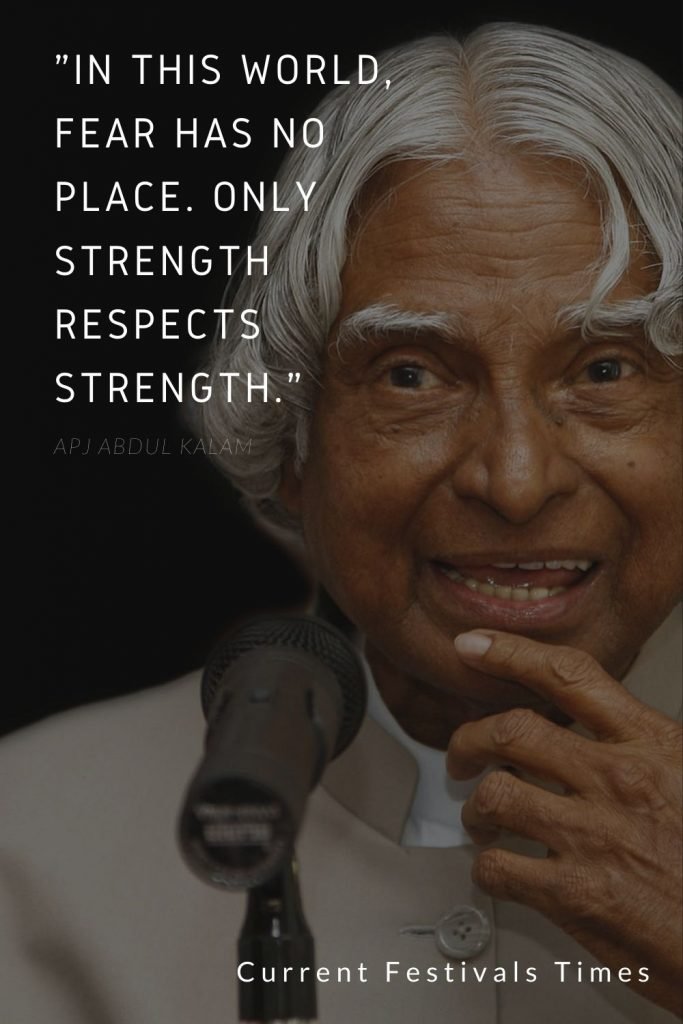 "IN THIS WORLD,
FEAR HAS NO
PLACE. ONLY
STRENGTH
RESPECTS
STRENGTH."
APJ ABDUL KALAM
Current Festivals Times